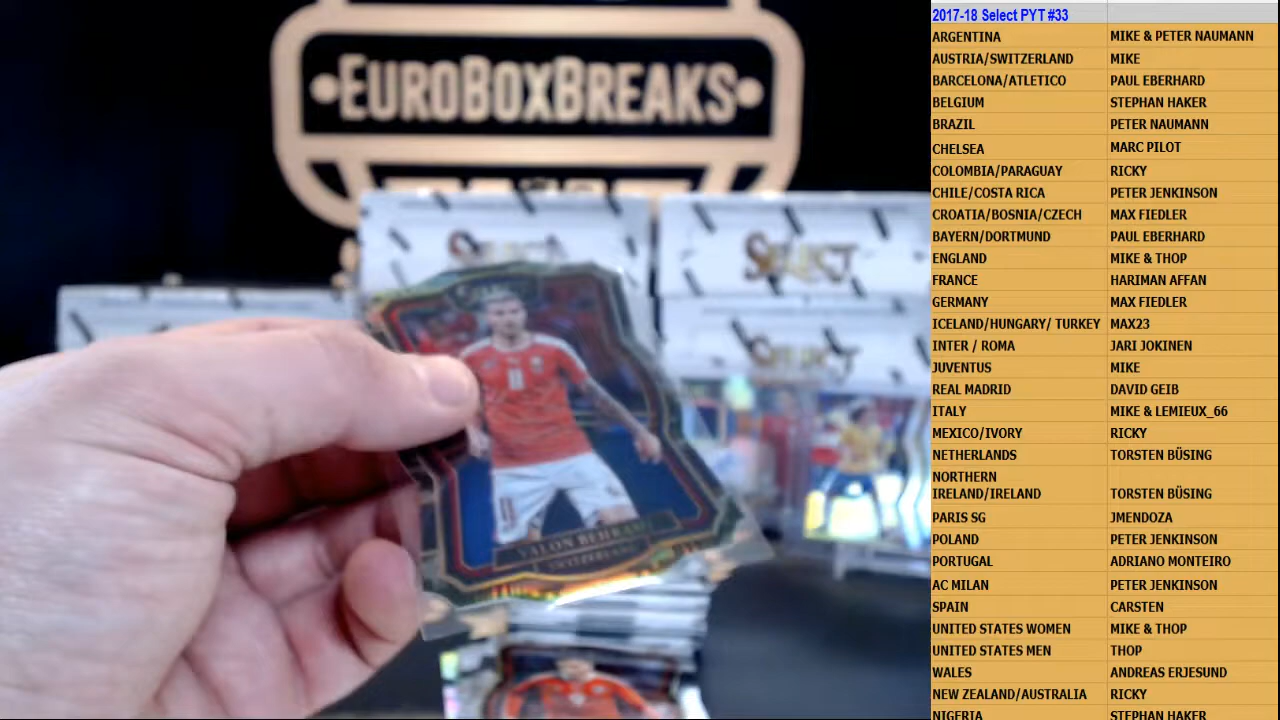 EUROBOXBREAKS
SELECT
SELECT
SELECT
VALON BEHRAMI
SWITZERLAND
2017-18 Select PYT #33
ARGENTINA MIKE & PETER NAUMANN
AUSTRIA/SWITZERLAND MIKE
BARCELONA/ATLETICO PAUL EBERHARD
BELGIUM STEPHAN HAKER
BRAZIL PETER NAUMANN
CHELSEA MARC PILOT
COLOMBIA/PARAGUAY RICKY
CHILE/COSTA RICA PETER JENKINSON
CROATIA/BOSNIA/CZECH MAX FIEDLER
BAYERN/DORTMUND PAUL EBERHARD
ENGLAND MIKE & THOP
FRANCE HARIMAN AFFAN
GERMANY MAX FIEDLER
ICELAND/HUNGARY/ TURKEY MAX23
INTER / ROMA JARI JOKINEN
JUVENTUS MIKE
REAL MADRID DAVID GEIB
ITALY MIKE & LEMIEUX_66
MEXICO/IVORY RICKY
NETHERLANDS TORSTEN BÜSING
NORTHERN
IRELAND/IRELAND TORSTEN BÜSING
PARIS SG JMENDOZA
POLAND PETER JENKINSON
PORTUGAL ADRIANO MONTEIRO
AC MILAN PETER JENKINSON
SPAIN CARSTEN
UNITED STATES WOMEN MIKE & THOP
UNITED STATES MEN THOP
WALES ANDREAS ERJESUND
NEW ZEALAND/AUSTRALIA RICKY
NIGERIA STEPHAN HAKER